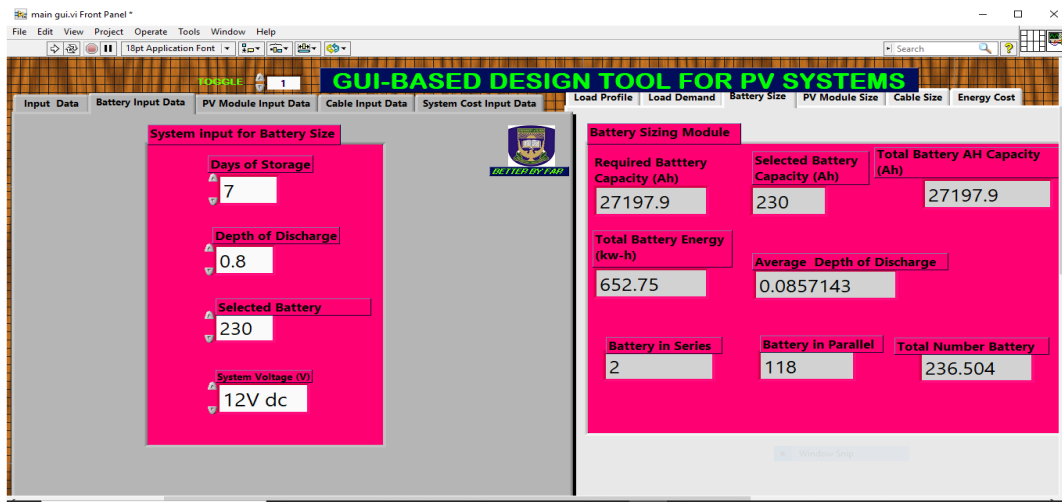 main gui.vi Front Panel *
File Edit View Project Operate Tools Window Help
18pt Application Font
Search
TOGGLE 1
GUI-BASED DESIGN TOOL FOR PV SYSTEMS
Input Data Battery Input Data PV Module Input Data Cable Input Data System Cost Input Data
Load Profile Load Demand Battery Size PV Module Size Cable Size Energy Cost
System input for Battery Size
Days of Storage
7
Depth of Discharge
0.8
Selected Battery
230
System Voltage (V)
12V dc
BETTER BY FAR
Battery Sizing Module
Required Batttery
Capacity (Ah)
27197.9
Selected Battery
Capacity (Ah)
230
Total Battery AH Capacity
(Ah)
27197.9
Total Battery Energy
(kw-h)
652.75
Average Depth of Discharge
0.0857143
Battery in Series
2
Battery in Parallel
118
Total Number Battery
236.504